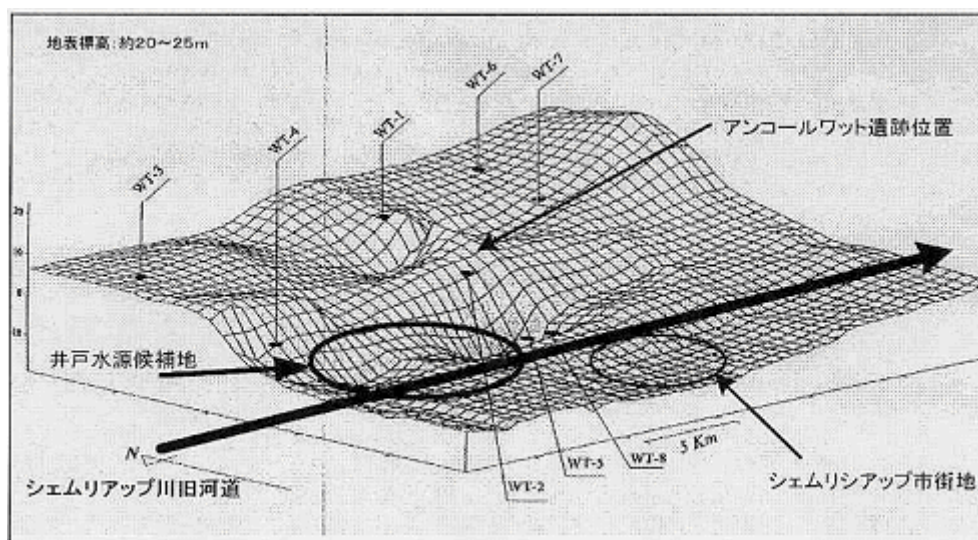 地表標高:約20～25m
WT-6
WT-7
WT-1
WT-4
WT-3
アンコールワット遺跡位置
井戸水源候補地
N
シェムリアップ川旧河道
5 Km
WT-8
WT-5
WT-2
シェムリシアップ市街地